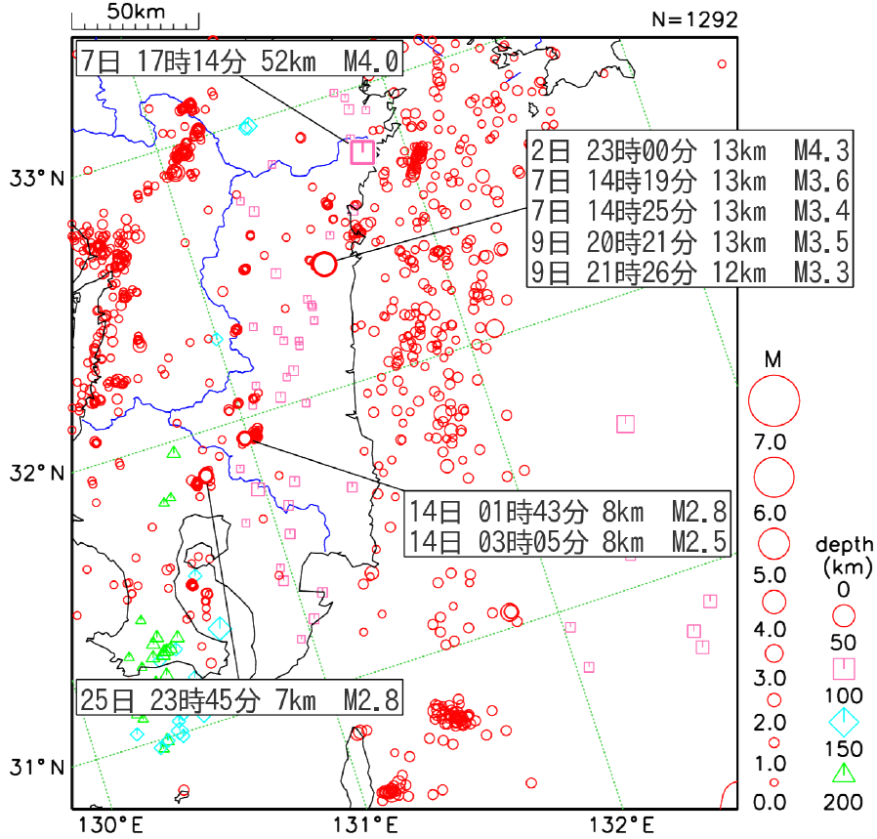 50km
N=1292
7日 17時14分 52km M4.0
2日 23時00分 13km M4.3
7日 14時19分 13km M3.6
7日 14時25分 13km M3.4
9日 20時21分 13km M3.5
9日 21時26分 12km M3.3
33°N
32°N
31°N
14日 01時43分 8km M2.8
14日 03時05分 8km M2.5
25日 23時45分 7km M2.8
130°E
131°E
132°E
M
7.0
6.0
5.0
4.0
3.0
2.0
1.0
0.0
depth
(km)
0
50
100
150
200